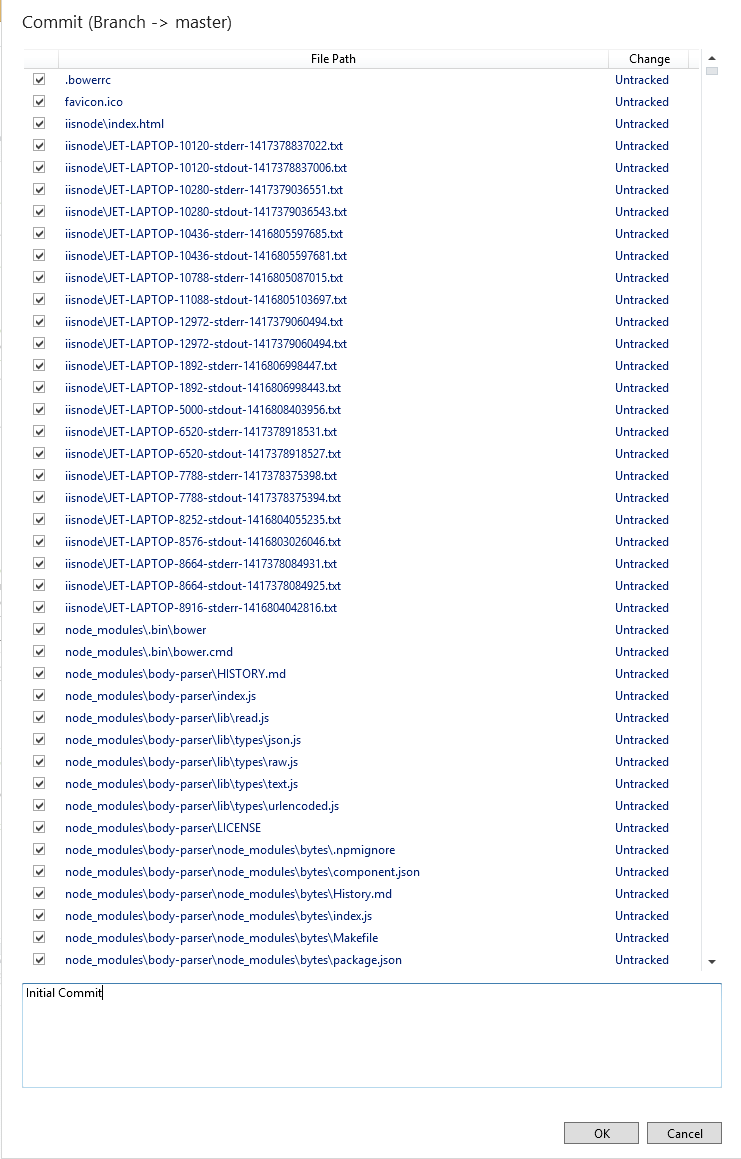 Commit (Branch -> master)
File Path Change
.bowerrc Untracked
favicon.ico Untracked
iisnode\index.html Untracked
iisnode\JET-LAPTOP-10120-stderr-1417378837022.txt Untracked
iisnode\JET-LAPTOP-10120-stdout-1417378837006.txt Untracked
iisnode\JET-LAPTOP-10280-stderr-1417379036551.txt Untracked
iisnode\JET-LAPTOP-10280-stdout-1417379036543.txt Untracked
iisnode\JET-LAPTOP-10436-stderr-1416805597685.txt Untracked
iisnode\JET-LAPTOP-10436-stdout-1416805597681.txt Untracked
iisnode\JET-LAPTOP-10788-stderr-1416805087015.txt Untracked
iisnode\JET-LAPTOP-11088-stdout-1416805103697.txt Untracked
iisnode\JET-LAPTOP-12972-stderr-1417379060494.txt Untracked
iisnode\JET-LAPTOP-12972-stdout-1417379060494.txt Untracked
iisnode\JET-LAPTOP-1892-stderr-1416806998447.txt Untracked
iisnode\JET-LAPTOP-1892-stdout-1416806998443.txt Untracked
iisnode\JET-LAPTOP-5000-stdout-1416808403956.txt Untracked
iisnode\JET-LAPTOP-6520-stderr-1417378918531.txt Untracked
iisnode\JET-LAPTOP-6520-stdout-1417378918527.txt Untracked
iisnode\JET-LAPTOP-7788-stderr-1417378375398.txt Untracked
iisnode\JET-LAPTOP-7788-stdout-1417378375394.txt Untracked
iisnode\JET-LAPTOP-8252-stdout-1416804055235.txt Untracked
iisnode\JET-LAPTOP-8576-stdout-1416803026046.txt Untracked
iisnode\JET-LAPTOP-8664-stderr-1417378084931.txt Untracked
iisnode\JET-LAPTOP-8664-stdout-1417378084925.txt Untracked
iisnode\JET-LAPTOP-8916-stderr-1416804042816.txt Untracked
node_modules\.bin\bower Untracked
node_modules\.bin\bower.cmd Untracked
node_modules\body-parser\HISTORY.md Untracked
node_modules\body-parser\index.js Untracked
node_modules\body-parser\lib\read.js Untracked
node_modules\body-parser\lib\types\json.js Untracked
node_modules\body-parser\lib\types\raw.js Untracked
node_modules\body-parser\lib\types\text.js Untracked
node_modules\body-parser\lib\types\urlencoded.js Untracked
node_modules\body-parser\LICENSE Untracked
node_modules\body-parser\node_modules\bytes\.npmignore Untracked
node_modules\body-parser\node_modules\bytes\component.json Untracked
node_modules\body-parser\node_modules\bytes\History.md Untracked
node_modules\body-parser\node_modules\bytes\index.js Untracked
node_modules\body-parser\node_modules\bytes\Makefile Untracked
node_modules\body-parser\node_modules\bytes\package.json Untracked
Initial Commit
OK Cancel